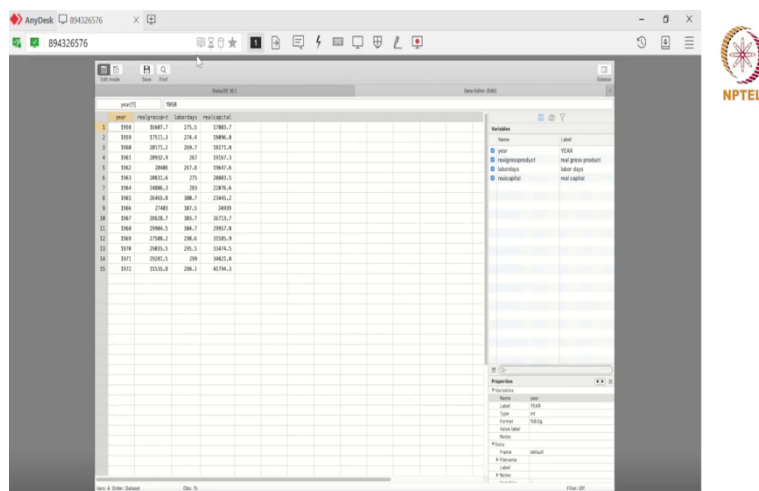 AnyDesk 894326576
894326576
NPTEL
Edit mode Save Find Sidebar
Stata/SE 16.1 Data Editor (Edit)
year[1] 1958
year realgrossp~t labordays realcapital
1 1958 16607.7 275.5 17803.7
2 1959 17511.3 274.4 18096.8
3 1960 20171.2 269.7 18271.8
4 1961 20932.9 267 19167.3
5 1962 20406 267.8 19647.6
6 1963 20831.6 275 20803.5
7 1964 24806.3 283 22076.6
8 1965 26465.8 300.7 23445.2
9 1966 27403 307.5 24939
10 1967 28628.7 303.7 26713.7
11 1968 29904.5 304.7 29957.8
12 1969 27508.2 298.6 31585.9
13 1970 29035.5 295.5 33474.5
14 1971 29281.5 299 34821.8
15 1972 31535.8 288.1 41794.3
Variables
Name Label
year YEAR
realgrossproduct real gross product
labordays labor days
realcapital real capital
Properties
Variables
Name year
Label YEAR
Type int
Format %8.0g
Value label
Notes
Data
Frame default
Filename
Label
Notes
Vars: 4 Order: Dataset Obs: 15 Filter: Off